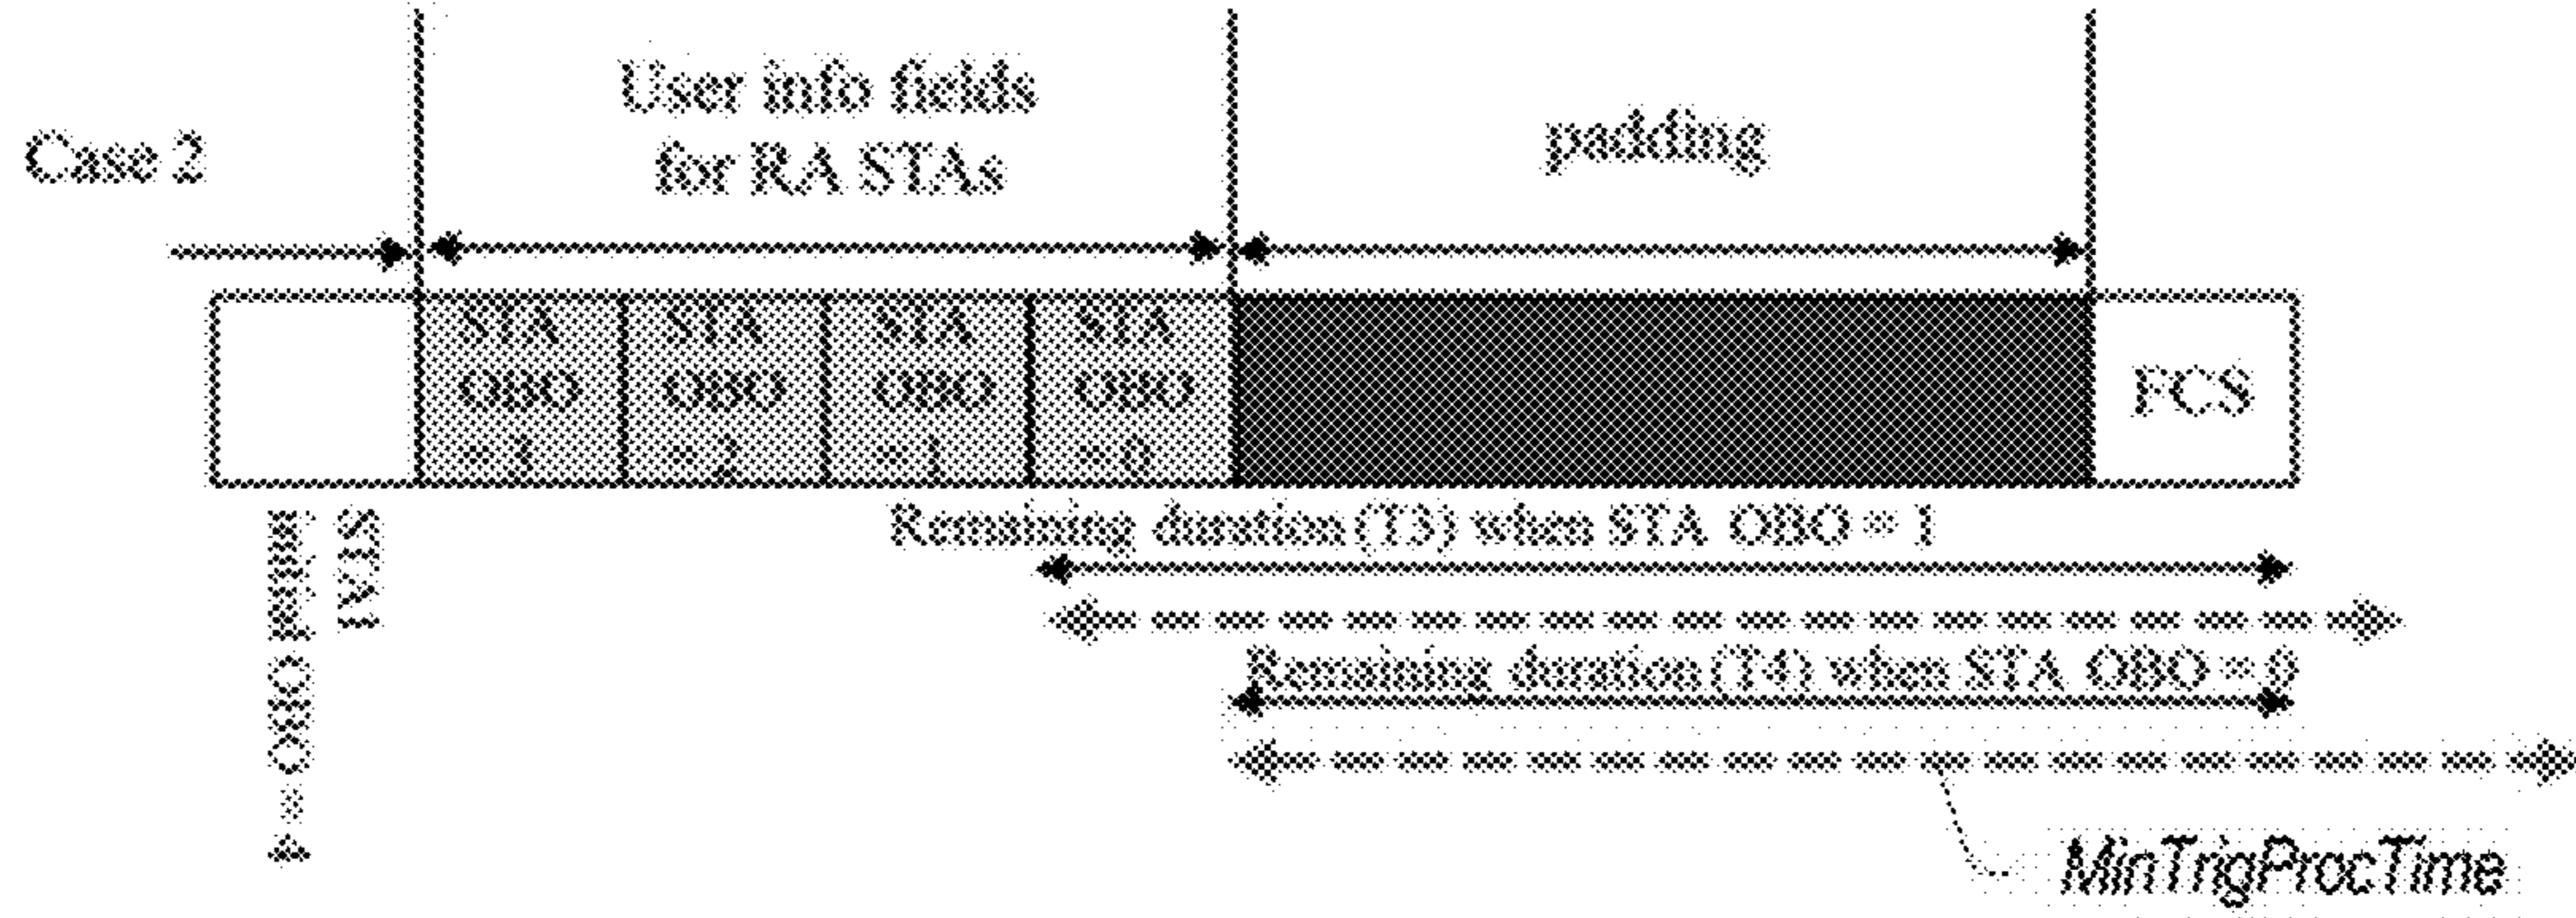 Case 2
User info fields
for RA STAs
padding
STA
OBO
= 3
STA
OBO
= 2
STA
OBO
= 1
STA
OBO
= 0
FCS
STA1
initial OBO = 4
Remaining duration (T3) when STA OBO = 1
Remaining duration (T4) when STA OBO = 0
MinTrigProcTime